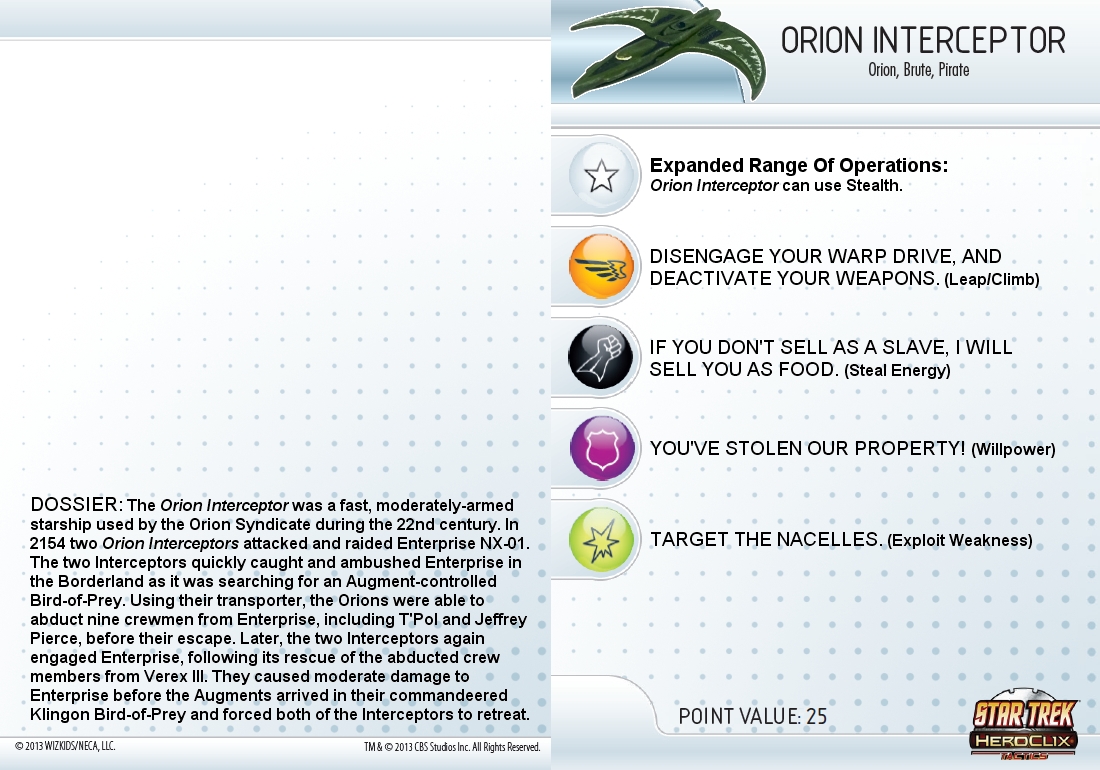 DOSSIER: The Orion Interceptor was a fast, moderately-armed
starship used by the Orion Syndicate during the 22nd century. In
2154 two Orion Interceptors attacked and raided Enterprise NX-01.
The two Interceptors quickly caught and ambushed Enterprise in
the Borderland as it was searching for an Augment-controlled
Bird-of-Prey. Using their transporter, the Orions were able to
abduct nine crewmen from Enterprise, including T'Pol and Jeffrey
Pierce, before their escape. Later, the two Interceptors again
engaged Enterprise, following its rescue of the abducted crew
members from Verex III. They caused moderate damage to
Enterprise before the Augments arrived in their commandeered
Klingon Bird-of-Prey and forced both of the Interceptors to retreat.
© 2013 WIZKIDS/NECA, LLC.
TM & © 2013 CBS Studios Inc. All Rights Reserved.
ORION INTERCEPTOR
Orion, Brute, Pirate
Expanded Range Of Operations:
Orion Interceptor can use Stealth.
DISENGAGE YOUR WARP DRIVE, AND
DEACTIVATE YOUR WEAPONS. (Leap/Climb)
IF YOU DON'T SELL AS A SLAVE, I WILL
SELL YOU AS FOOD. (Steal Energy)
YOU'VE STOLEN OUR PROPERTY! (Willpower)
TARGET THE NACELLES. (Exploit Weakness)
POINT VALUE: 25
STAR TREK
HEROCLIX
TACTICS